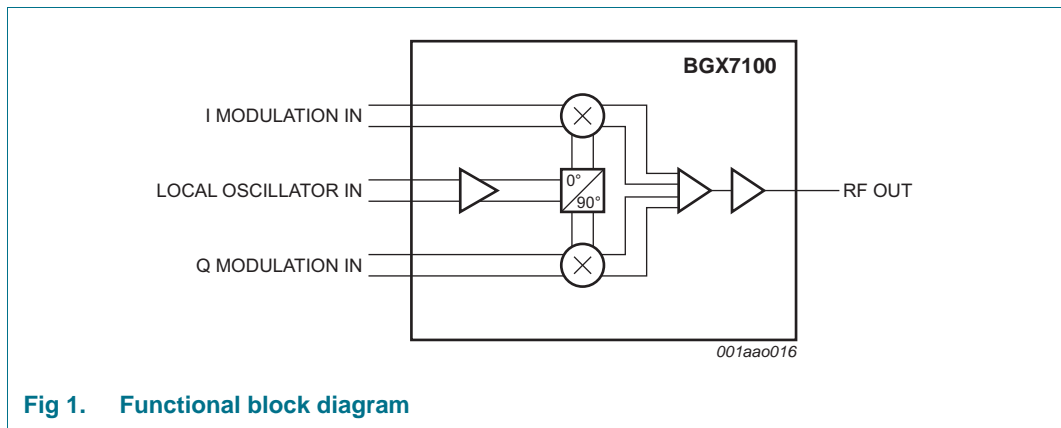 BGX7100
I MODULATION IN
LOCAL OSCILLATOR IN
0°
90°
RF OUT
Q MODULATION IN
001aao016
Fig 1. Functional block diagram